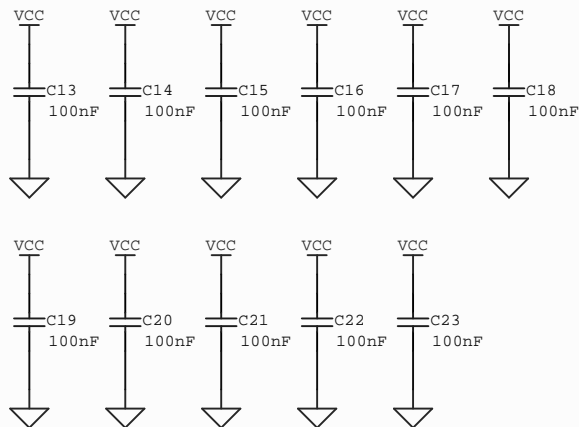 VCC VCC VCC VCC VCC VCC
C13 C14 C15 C16 C17 C18
100nF 100nF 100nF 100nF 100nF 100nF
VCC VCC VCC VCC VCC
C19 C20 C21 C22 C23
100nF 100nF 100nF 100nF 100nF